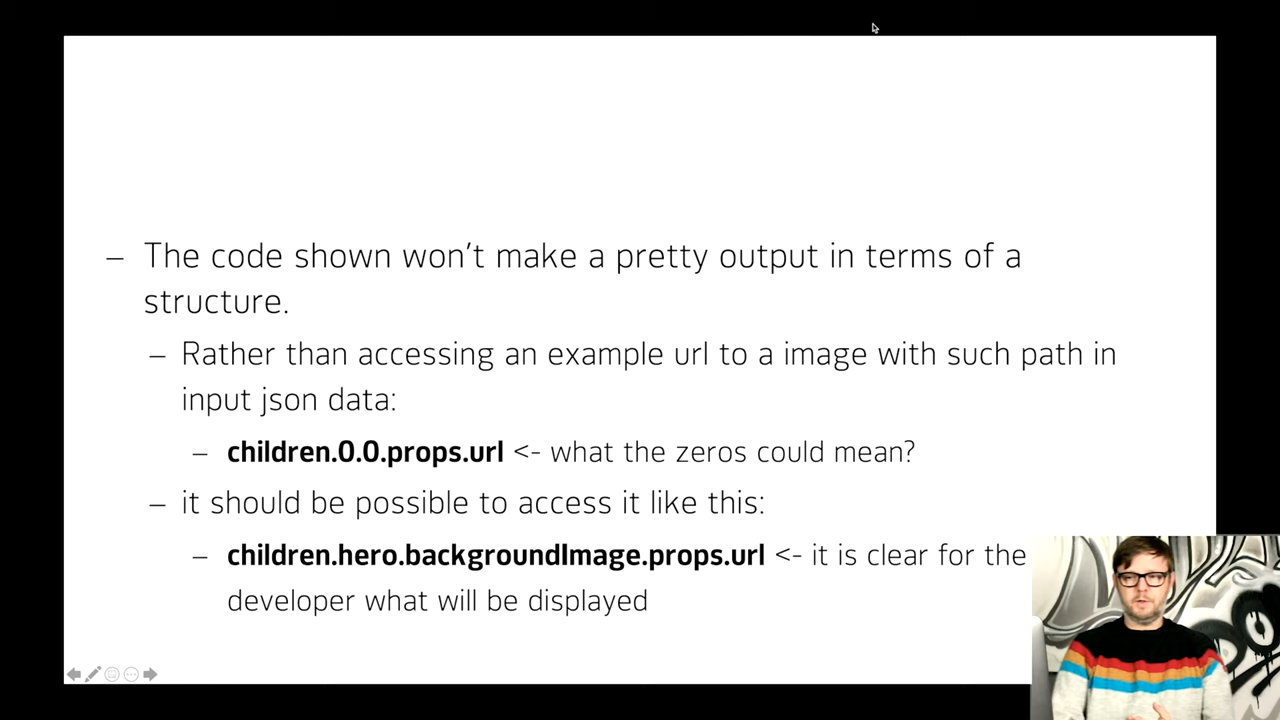 – The code shown won't make a pretty output in terms of a
structure.
– Rather than accessing an example url to a image with such path in
input json data:
– children.0.0.props.url <- what the zeros could mean?
– it should be possible to access it like this:
– children.hero.backgroundImage.props.url <- it is clear for the
developer what will be displayed